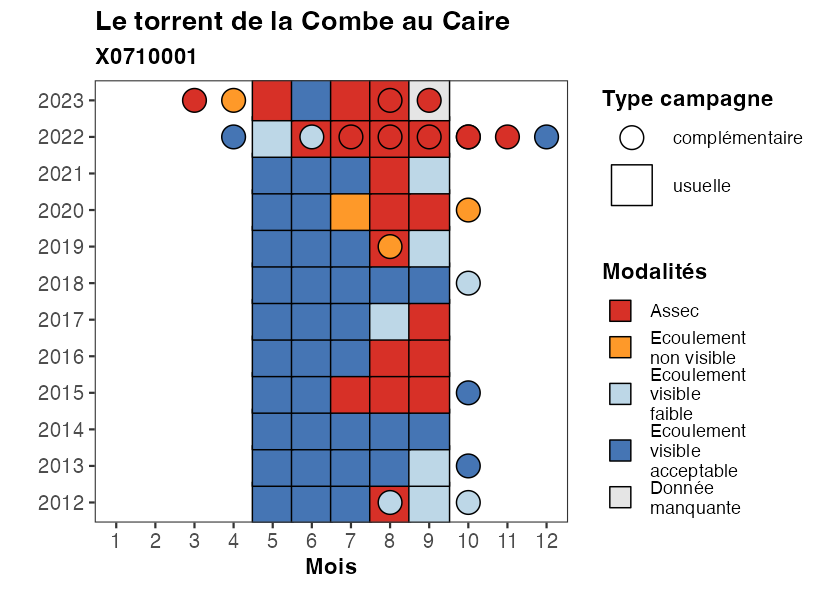 Le torrent de la Combe au Caire
X0710001
2023
2022
2021
2020
2019
2018
2017
2016
2015
2014
2013
2012
1 2 3 4 5 6 7 8 9 10 11 12
Mois
Type campagne
complémentaire
usuelle
Modalités
Assec
Ecoulement
non visible
Ecoulement
visible
faible
Ecoulement
visible
acceptable
Donnée
manquante